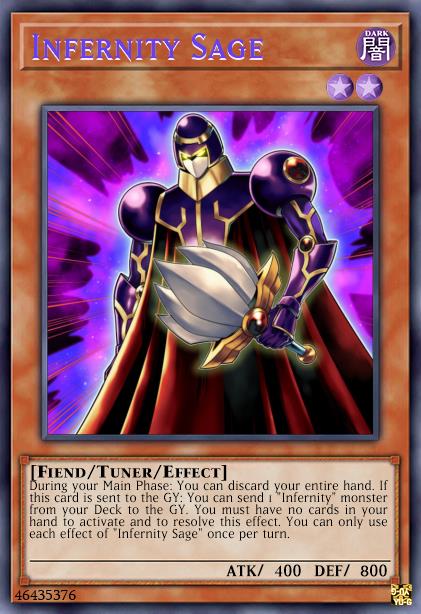 INFERNITY SAGE
DARK
闇
[FIEND/TUNER/EFFECT]
During your Main Phase: You can discard your entire hand. If
this card is sent to the GY: You can send 1 "Infernity" monster
from your Deck to the GY. You must have no cards in your
hand to activate and to resolve this effect. You can only use
each effect of "Infernity Sage" once per turn.
ATK/ 400 DEF/ 800
46435376